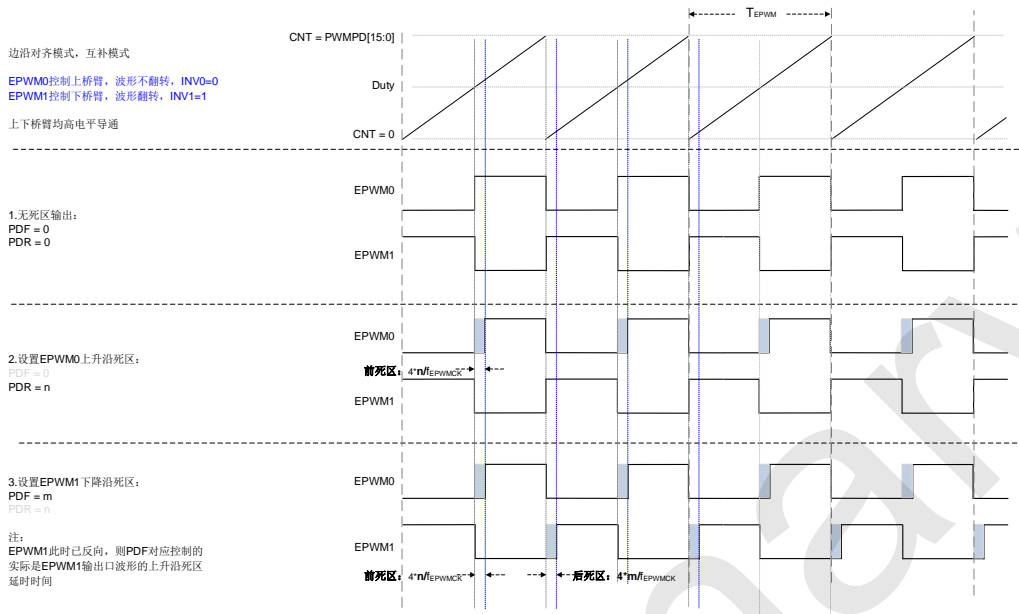 TEPWM
CNT = PWMPD[15:0]
边沿对齐模式，互补模式
EPWM0控制上桥臂，波形不翻转，INV0=0
EPWM1控制下桥臂，波形翻转，INV1=1
Duty
上下桥臂均高电平导通
CNT = 0
EPWM0
1.无死区输出：
PDF = 0
PDR = 0
EPWM1
EPWM0
2.设置EPWM0上升沿死区：
PDF = 0
PDR = n
前死区：4*n/fEPWMCK
EPWM1
3.设置EPWM1下降沿死区：
PDF = m
PDR = n
EPWM0
注：
EPWM1此时已反向，则PDF对应控制的
实际是EPWM1输出口波形的上升沿死区
延时时间
EPWM1
前死区：4*n/fEPWMCK
后死区：4*m/fEPWMCK